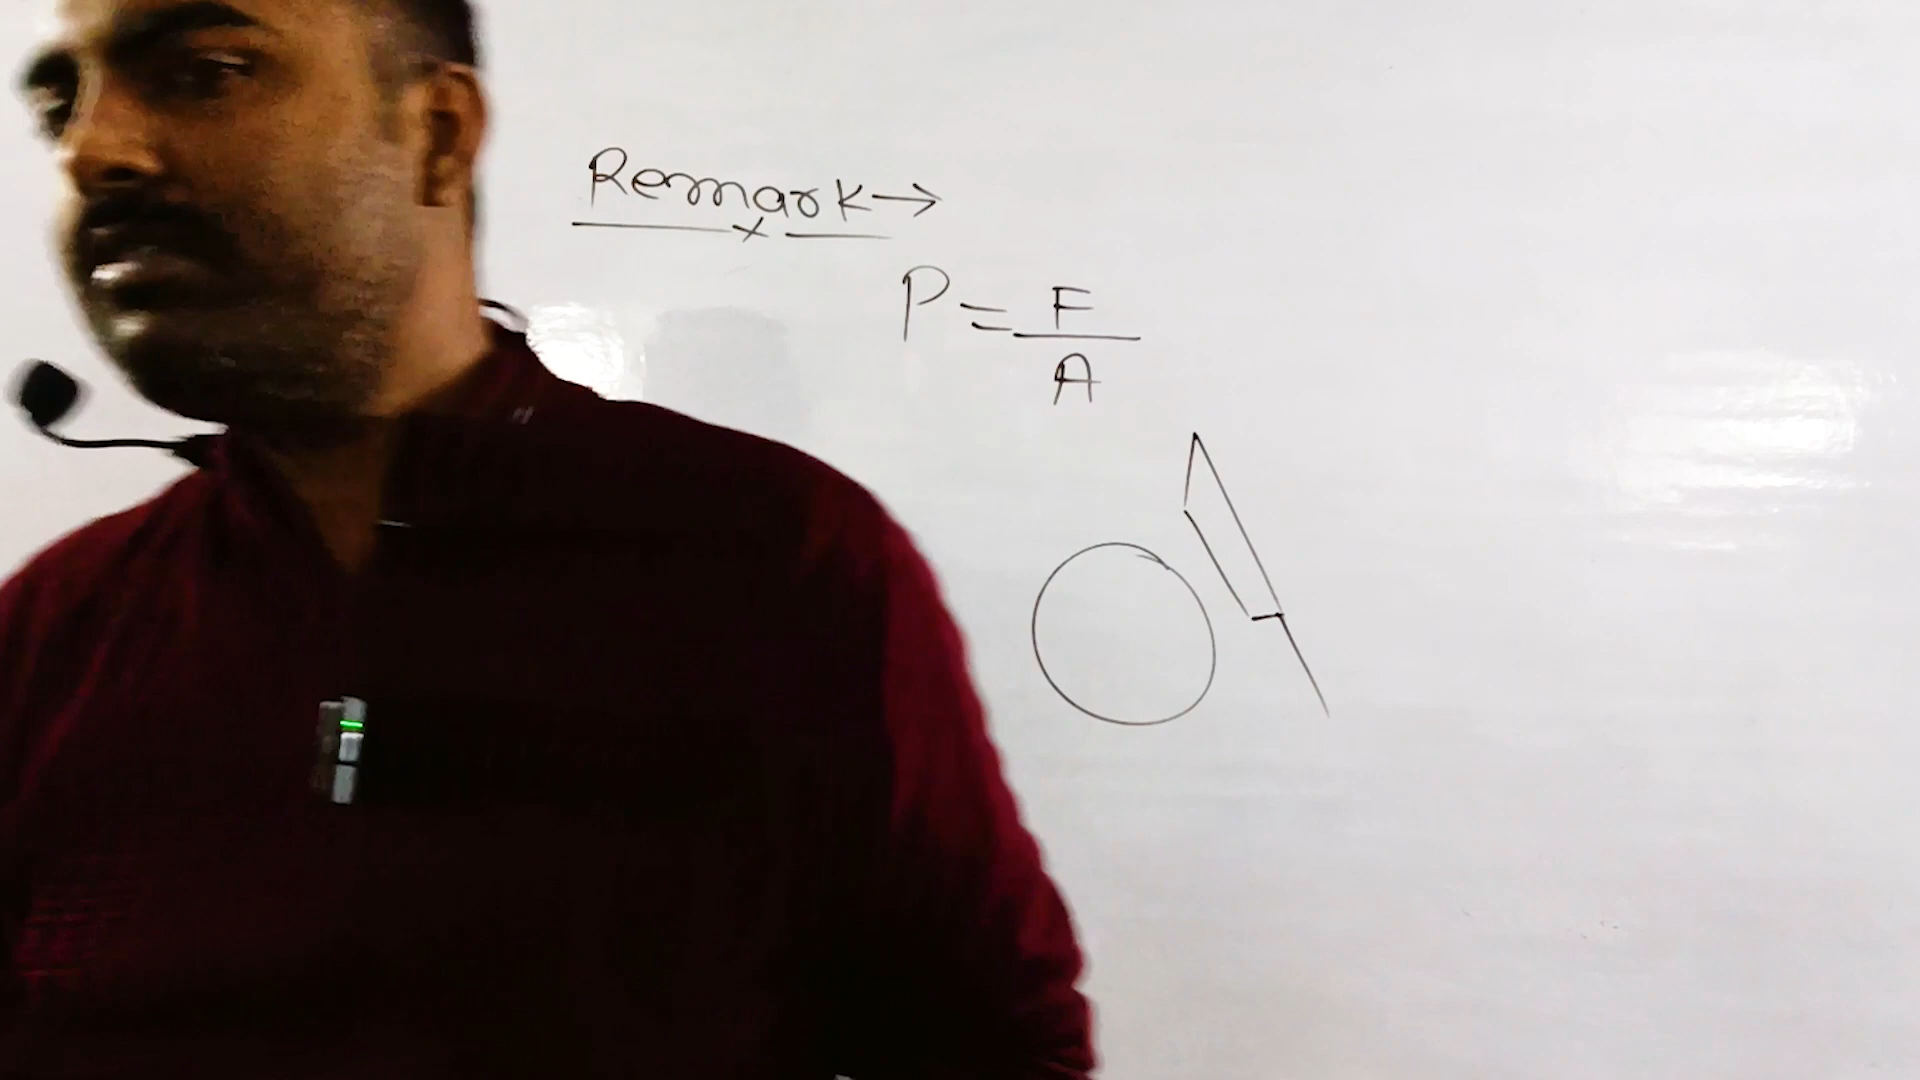 Remark→
P = F/A